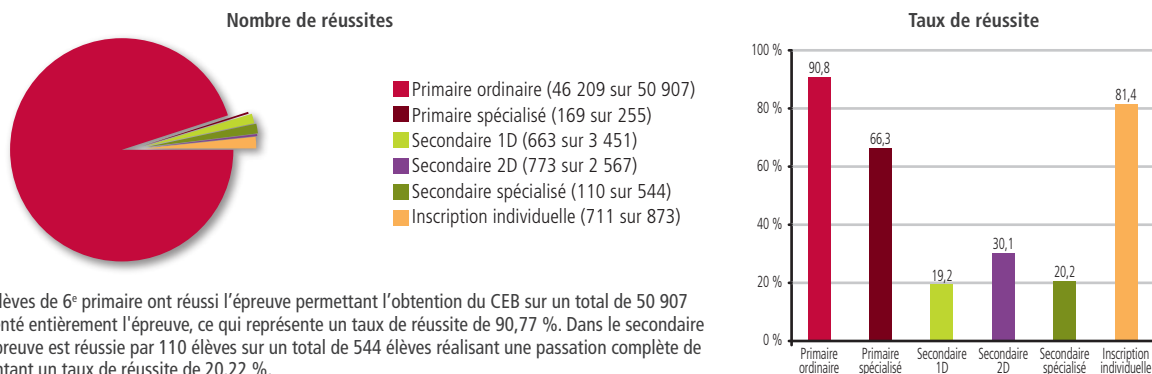 Nombre de réussites
Primaire ordinaire (46 209 sur 50 907)
Primaire spécialisé (169 sur 255)
Secondaire 1D (663 sur 3 451)
Secondaire 2D (773 sur 2 567)
Secondaire spécialisé (110 sur 544)
Inscription individuelle (711 sur 873)
Taux de réussite
100 %
80 %
60 %
40 %
20 %
0 %
90,8
66,3
19,2
30,1
20,2
81,4
Primaire ordinaire
Primaire spécialisé
Secondaire 1D
Secondaire 2D
Secondaire spécialisé
Inscription individuelle
lèves de 6e primaire ont réussi l’épreuve permettant l’obtention du CEB sur un total de 50 907
enté entièrement l'épreuve, ce qui représente un taux de réussite de 90,77 %. Dans le secondaire
preuve est réussie par 110 élèves sur un total de 544 élèves réalisant une passation complète de
ntant un taux de réussite de 20,22 %.